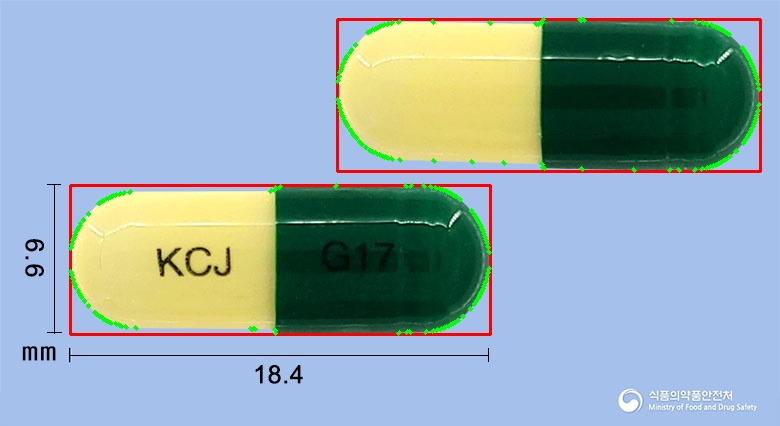 KCJ G17
6.6
mm
18.4
식품의약품안전처
Ministry of Food and Drug Safety